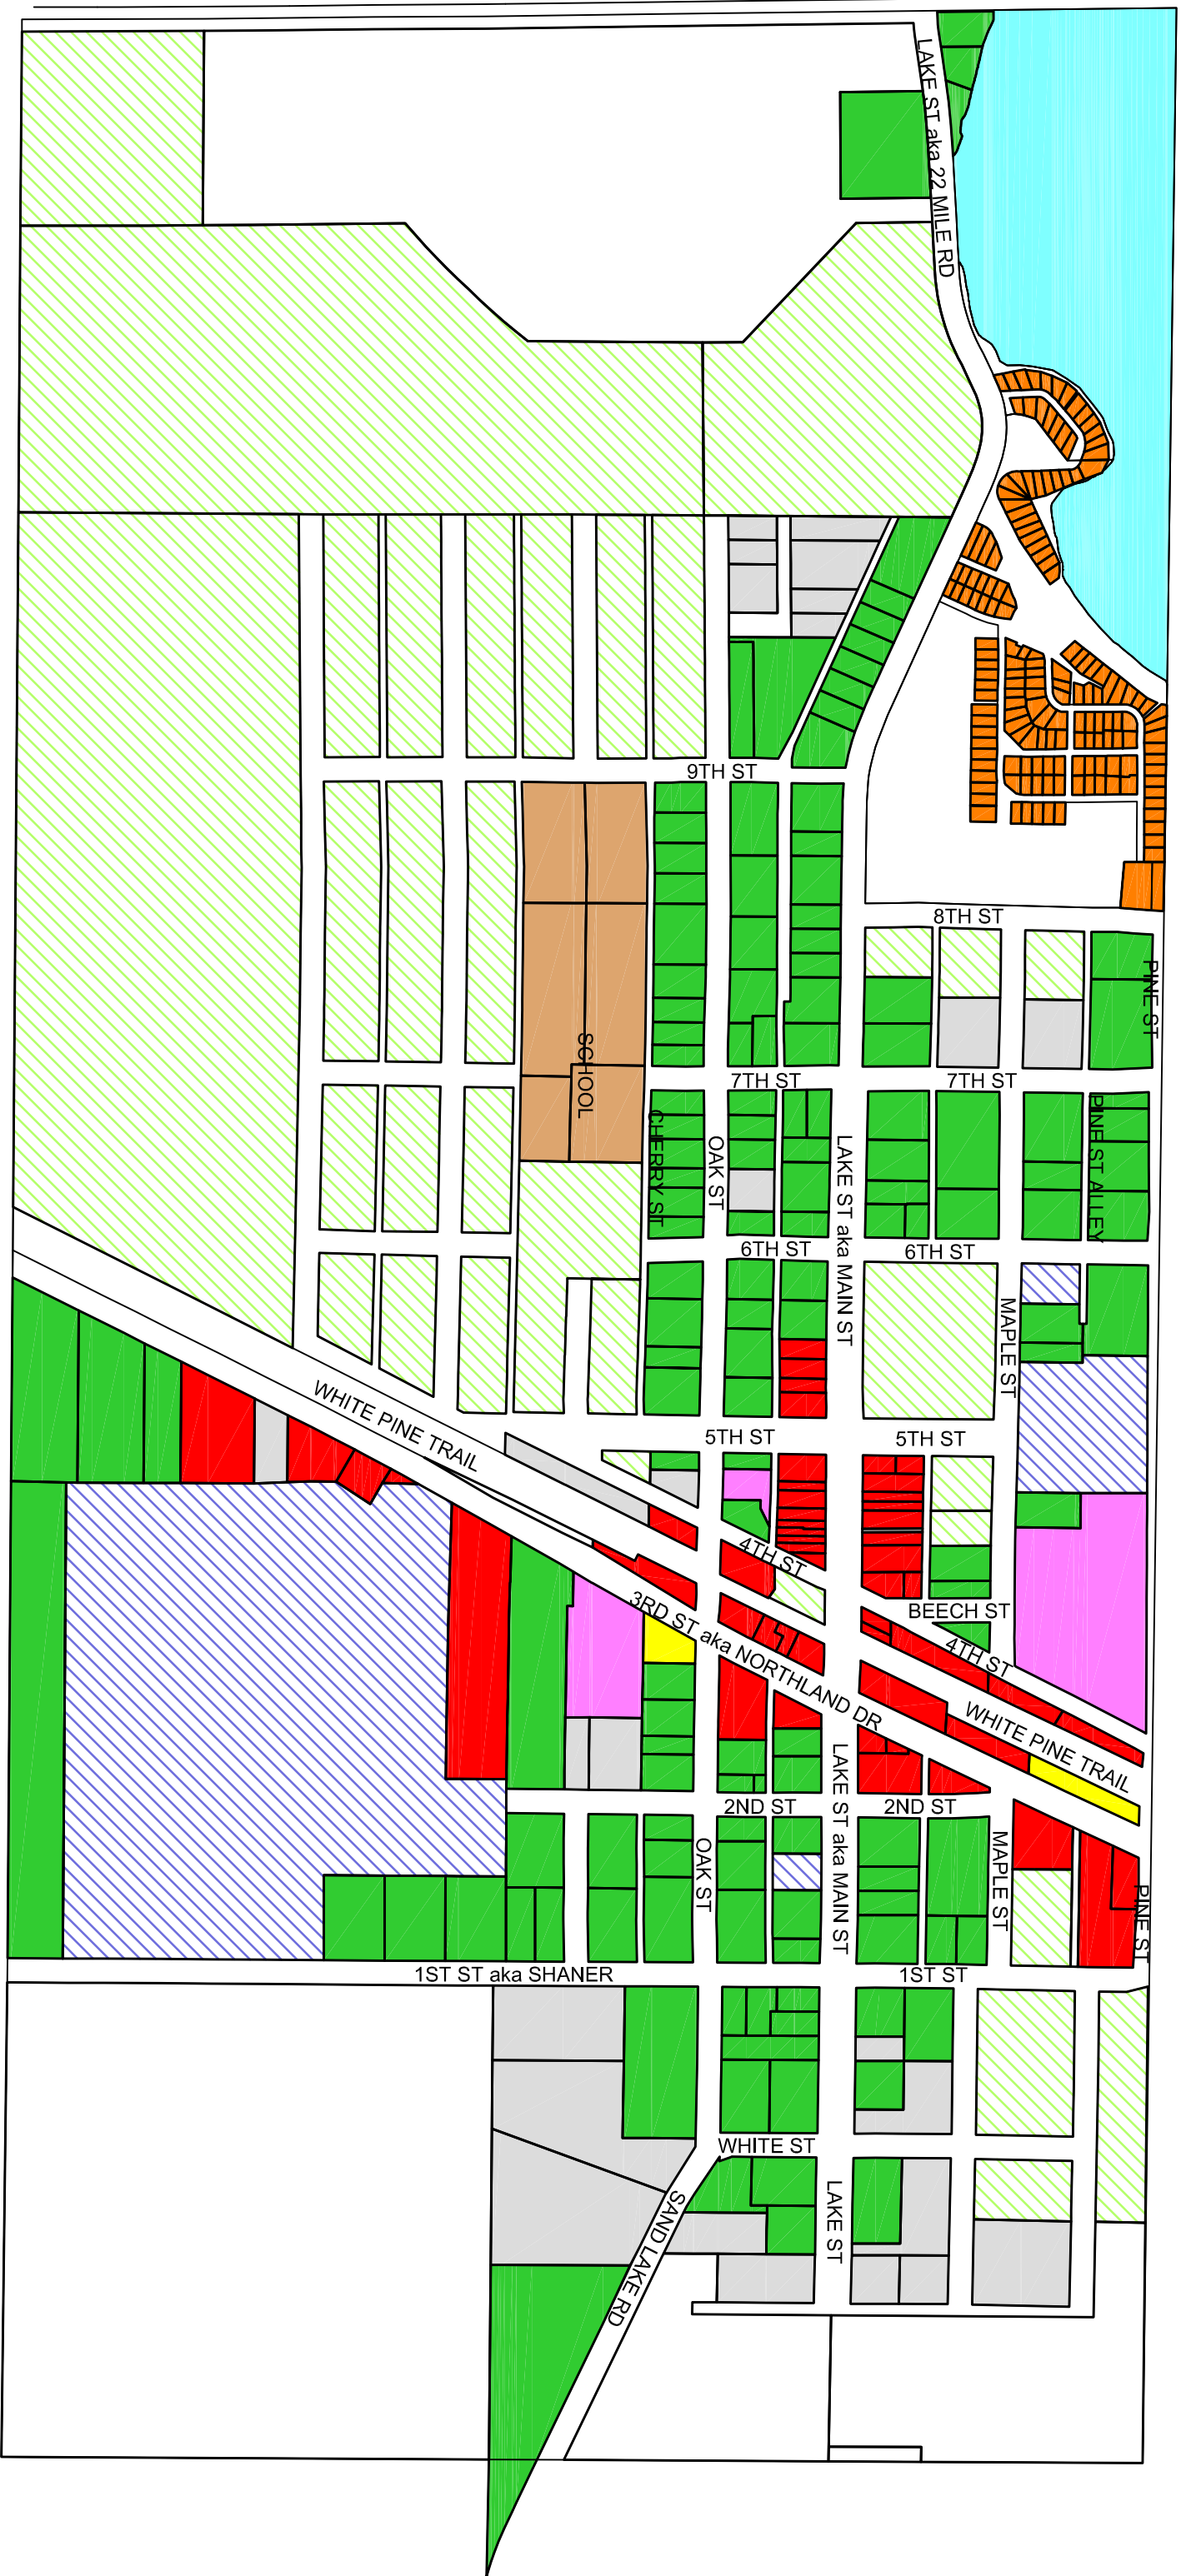 LAKE ST aka 22 MILE RD
9TH ST
8TH ST
PINE ST
SCHOOL
7TH ST
7TH ST
CHERRY ST
OAK ST
LAKE ST aka MAIN ST
PINE ST ALLEY
6TH ST
6TH ST
MAPLE ST
WHITE PINE TRAIL
5TH ST
5TH ST
4TH ST
BEECH ST
3RD ST aka NORTHLAND DR
4TH ST
WHITE PINE TRAIL
2ND ST
2ND ST
OAK ST
LAKE ST aka MAIN ST
MAPLE ST
PINE ST
1ST ST aka SHANER
1ST ST
WHITE ST
SAND LAKE RD
LAKE ST